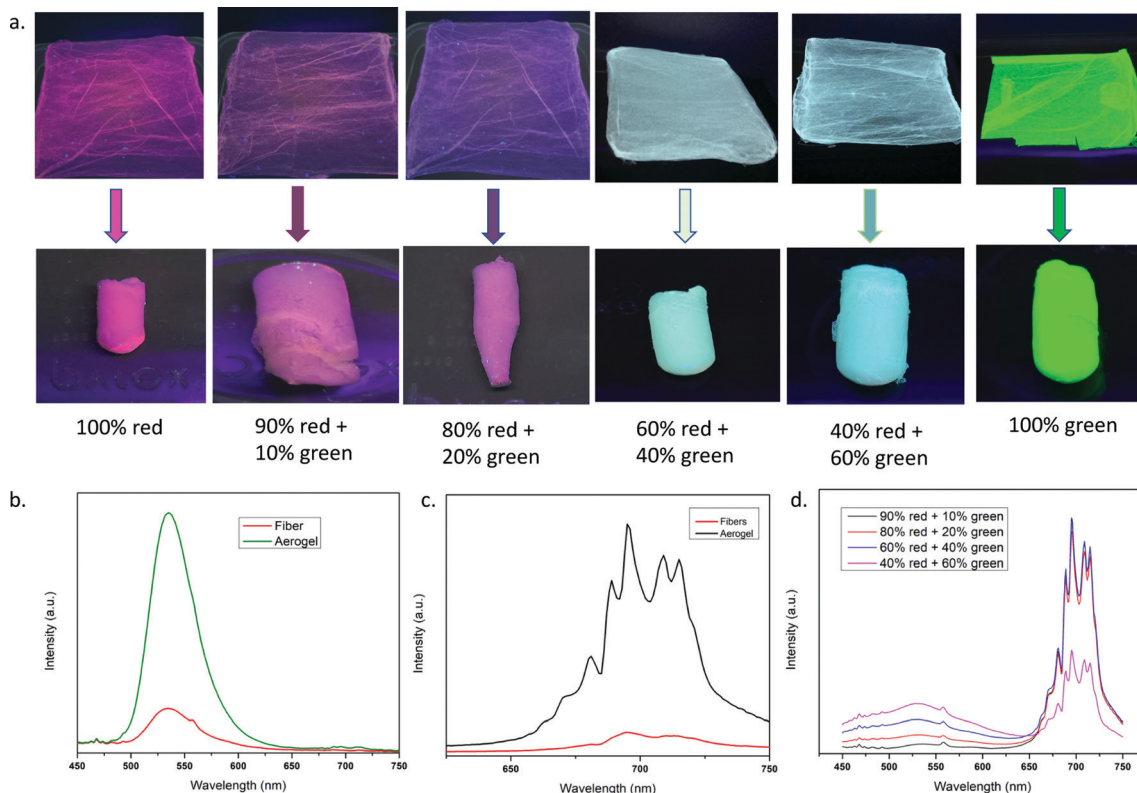 a.
100% red
90% red +
10% green
80% red +
20% green
60% red +
40% green
40% red +
60% green
100% green
b.
Fiber
Aerogel
Intensity (a.u.)
450 500 550 600 650 700 750
Wavelength (nm)
c.
Fibers
Aerogel
Intensity (a.u.)
650 700 750
Wavelength (nm)
d.
90% red + 10% green
80% red + 20% green
60% red + 40% green
40% red + 60% green
Intensity (a.u.)
450 500 550 600 650 700 750
Wavelength (nm)